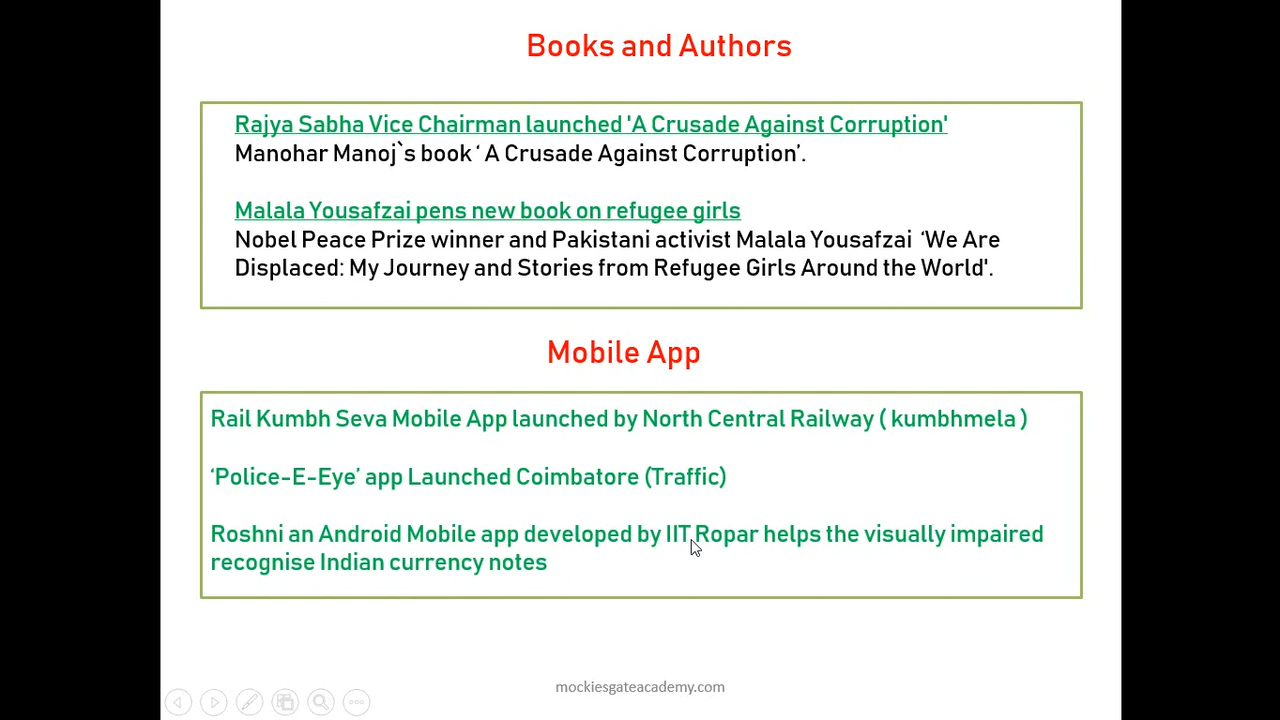 Books and Authors
Rajya Sabha Vice Chairman launched 'A Crusade Against Corruption'
Manohar Manoj`s book ‘ A Crusade Against Corruption’.
Malala Yousafzai pens new book on refugee girls
Nobel Peace Prize winner and Pakistani activist Malala Yousafzai ‘We Are
Displaced: My Journey and Stories from Refugee Girls Around the World'.
Mobile App
Rail Kumbh Seva Mobile App launched by North Central Railway ( kumbhmela )
‘Police-E-Eye’ app Launched Coimbatore (Traffic)
Roshni an Android Mobile app developed by IIT Ropar helps the visually impaired
recognise Indian currency notes
mockiesgateacademy.com